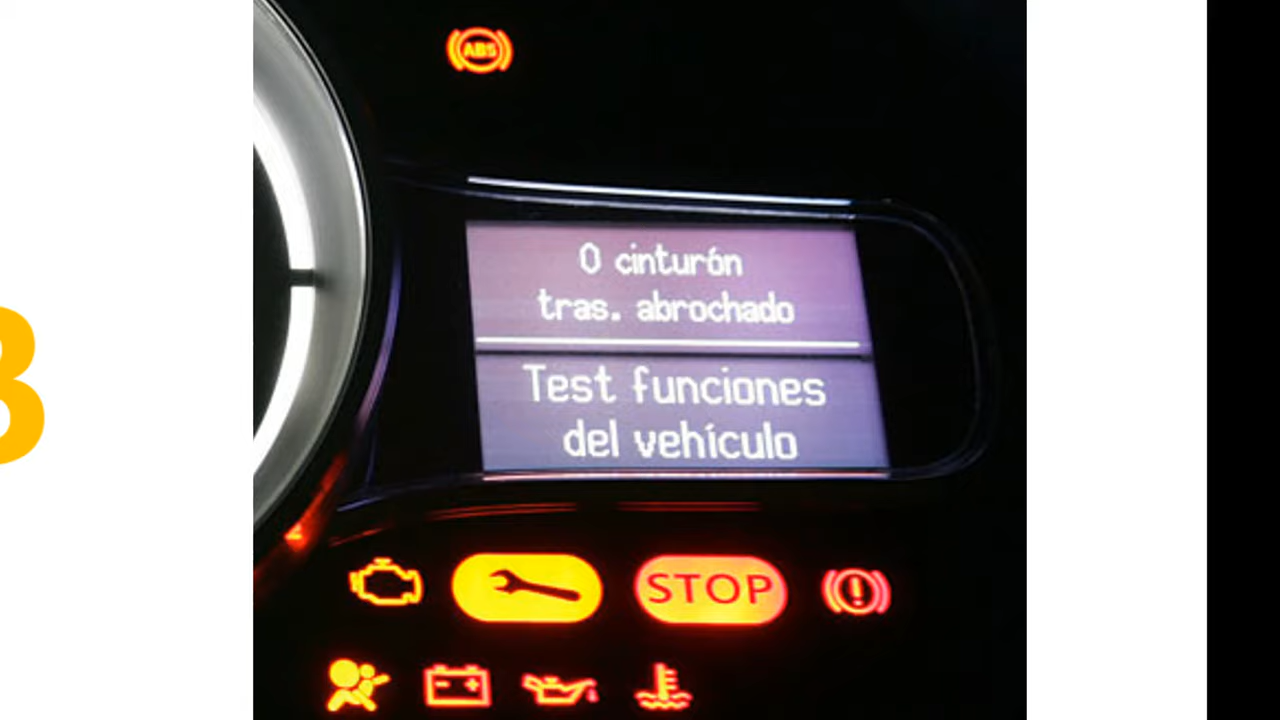 ABS
0 cinturón
tras. abrochado
Test funciones
del vehículo
STOP